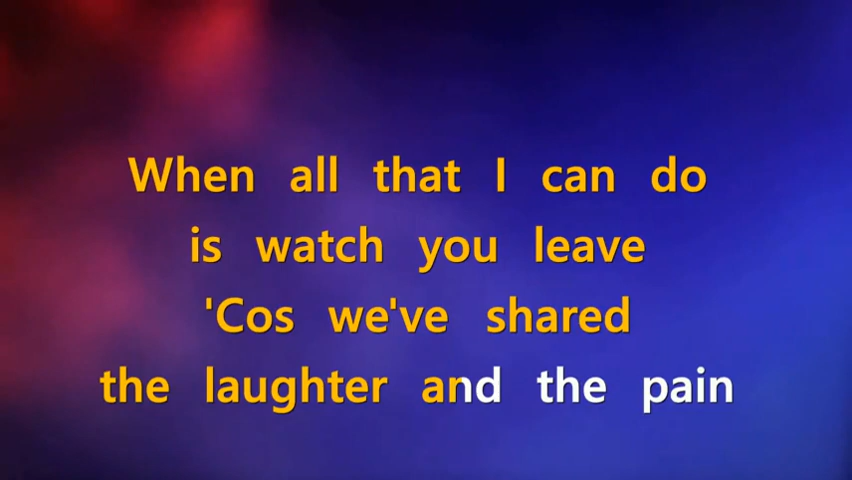 When all that I can do
is watch you leave
'Cos we've shared
the laughter and the pain